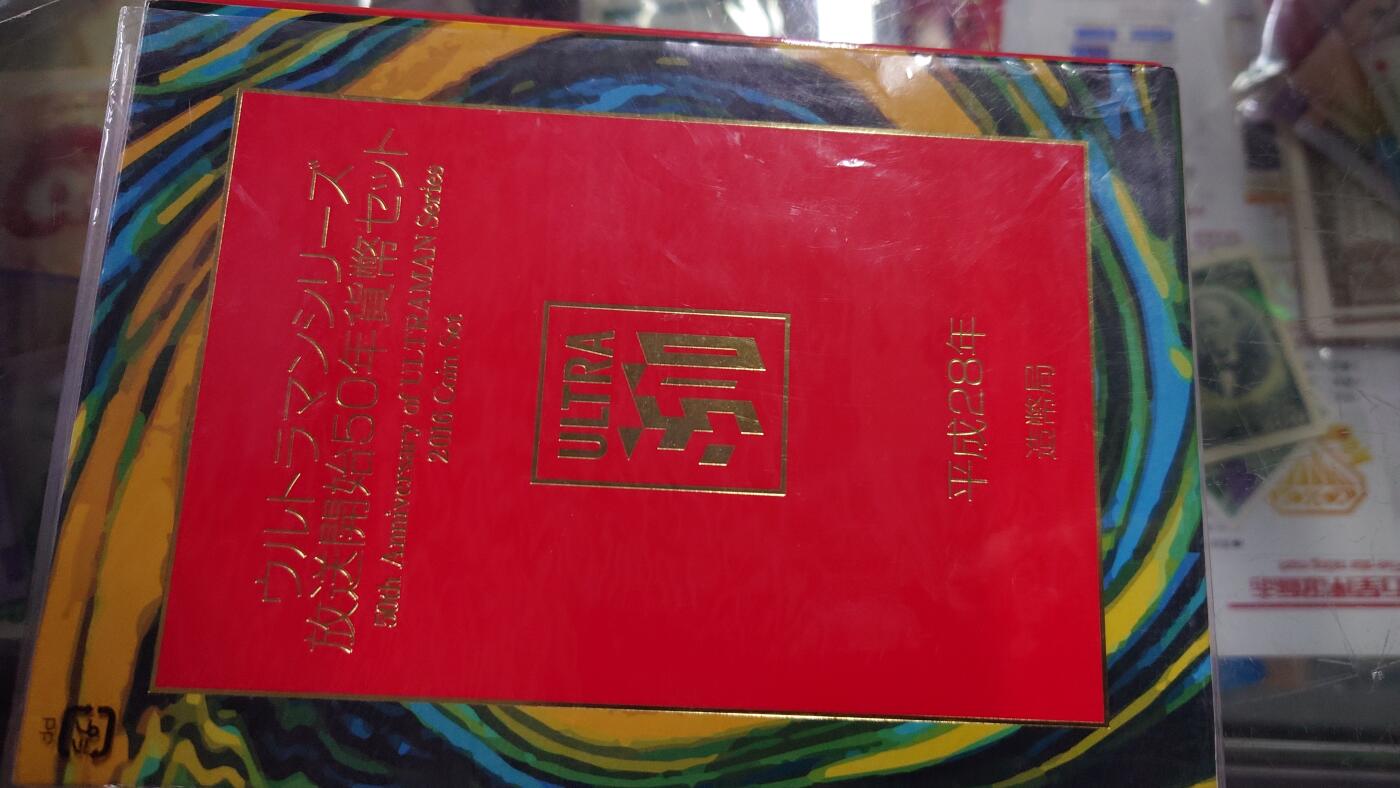 ウルトラマンシリーズ
放送開始50年貨幣セット
50th Anniversary of ULTRAMAN Series
2016 Coin Set
ULTRA
50
平成28年
造幣局
PP